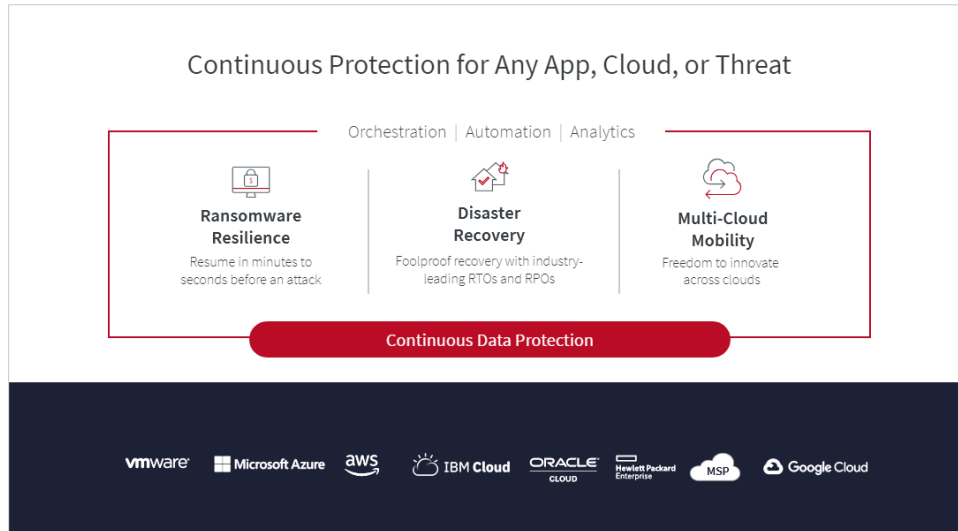 Continuous Protection for Any App, Cloud, or Threat
Orchestration | Automation | Analytics
$
Ransomware
Resilience
Resume in minutes to
seconds before an attack
Disaster
Recovery
Foolproof recovery with industry-
leading RTOs and RPOs
Multi-Cloud
Mobility
Freedom to innovate
across clouds
Continuous Data Protection
vmware
Microsoft Azure
aws
IBM Cloud
ORACLE
CLOUD
Hewlett Packard
Enterprise
MSP
Google Cloud